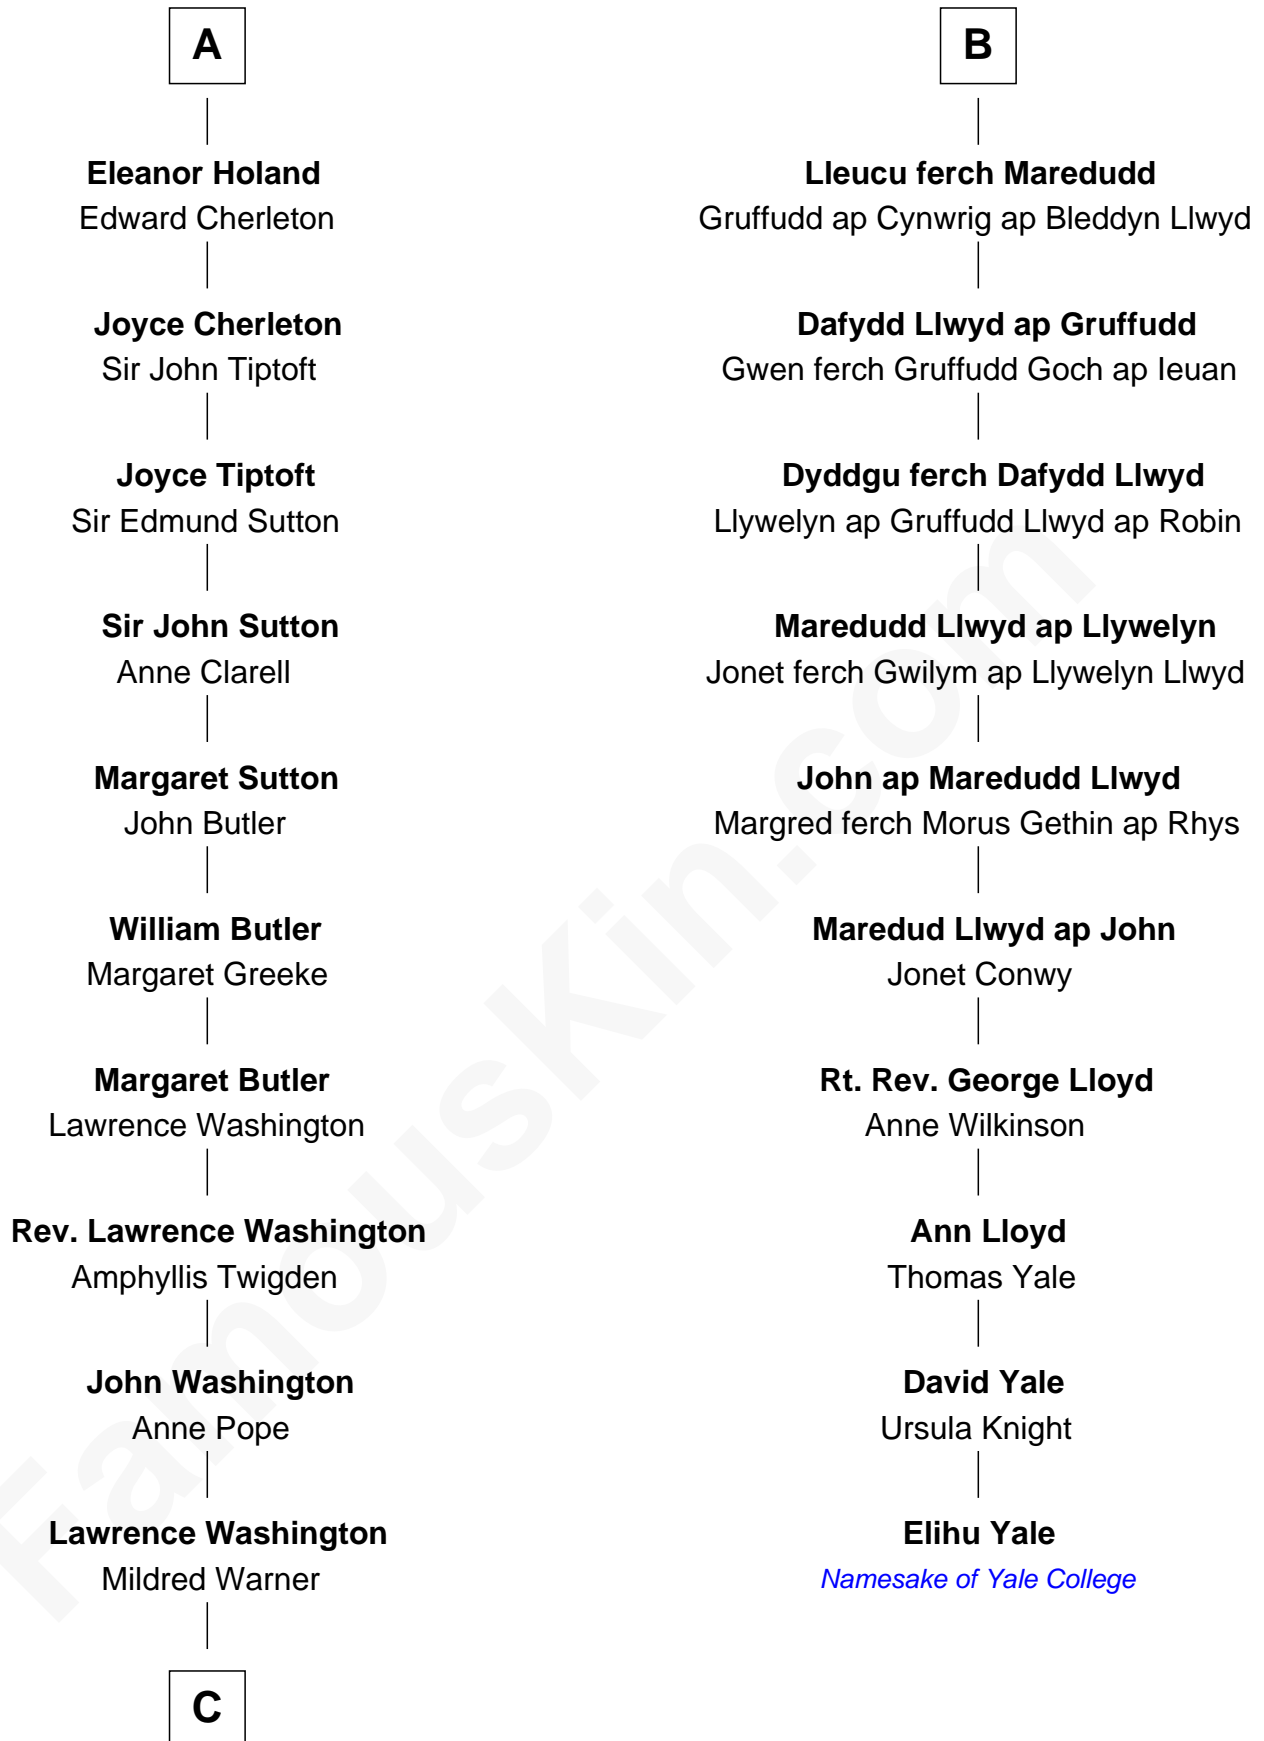 A
Eleanor Holand
Edward Cherleton
Joyce Cherleton
Sir John Tiptoft
Joyce Tiptoft
Sir Edmund Sutton
Sir John Sutton
Anne Clarell
Margaret Sutton
John Butler
William Butler
Margaret Greeke
Margaret Butler
Lawrence Washington
Rev. Lawrence Washington
Amphyllis Twigden
John Washington
Anne Pope
Lawrence Washington
Mildred Warner
C
B
Lleucu ferch Maredudd
Gruffudd ap Cynwrig ap Bleddyn Llwyd
Dafydd Llwyd ap Gruffudd
Gwen ferch Gruffudd Goch ap Ieuan
Dyddgu ferch Dafydd Llwyd
Llywelyn ap Gruffudd Llwyd ap Robin
Maredudd Llwyd ap Llywelyn
Jonet ferch Gwilym ap Llywelyn Llwyd
John ap Maredudd Llwyd
Margred ferch Morus Gethin ap Rhys
Maredud Llwyd ap John
Jonet Conwy
Rt. Rev. George Lloyd
Anne Wilkinson
Ann Lloyd
Thomas Yale
David Yale
Ursula Knight
Elihu Yale
Namesake of Yale College
FamousKin.com